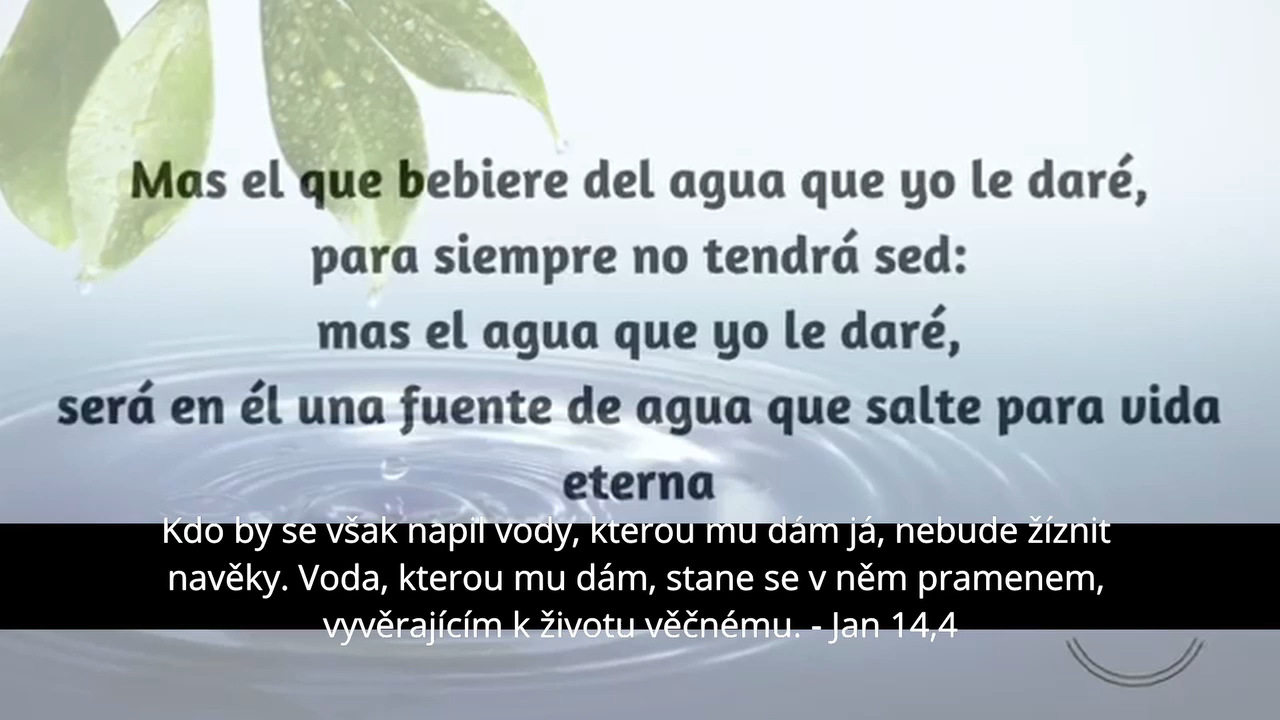 Mas el que bebiere del agua que yo le daré,
para siempre no tendrá sed:
mas el agua que yo le daré,
será en él una fuente de agua que salte para vida
eterna
Kdo by se však napil vody, kterou mu dám já, nebude žíznit
navěky. Voda, kterou mu dám, stane se v něm pramenem,
vyvěrajícím k životu věčnému. - Jan 14,4